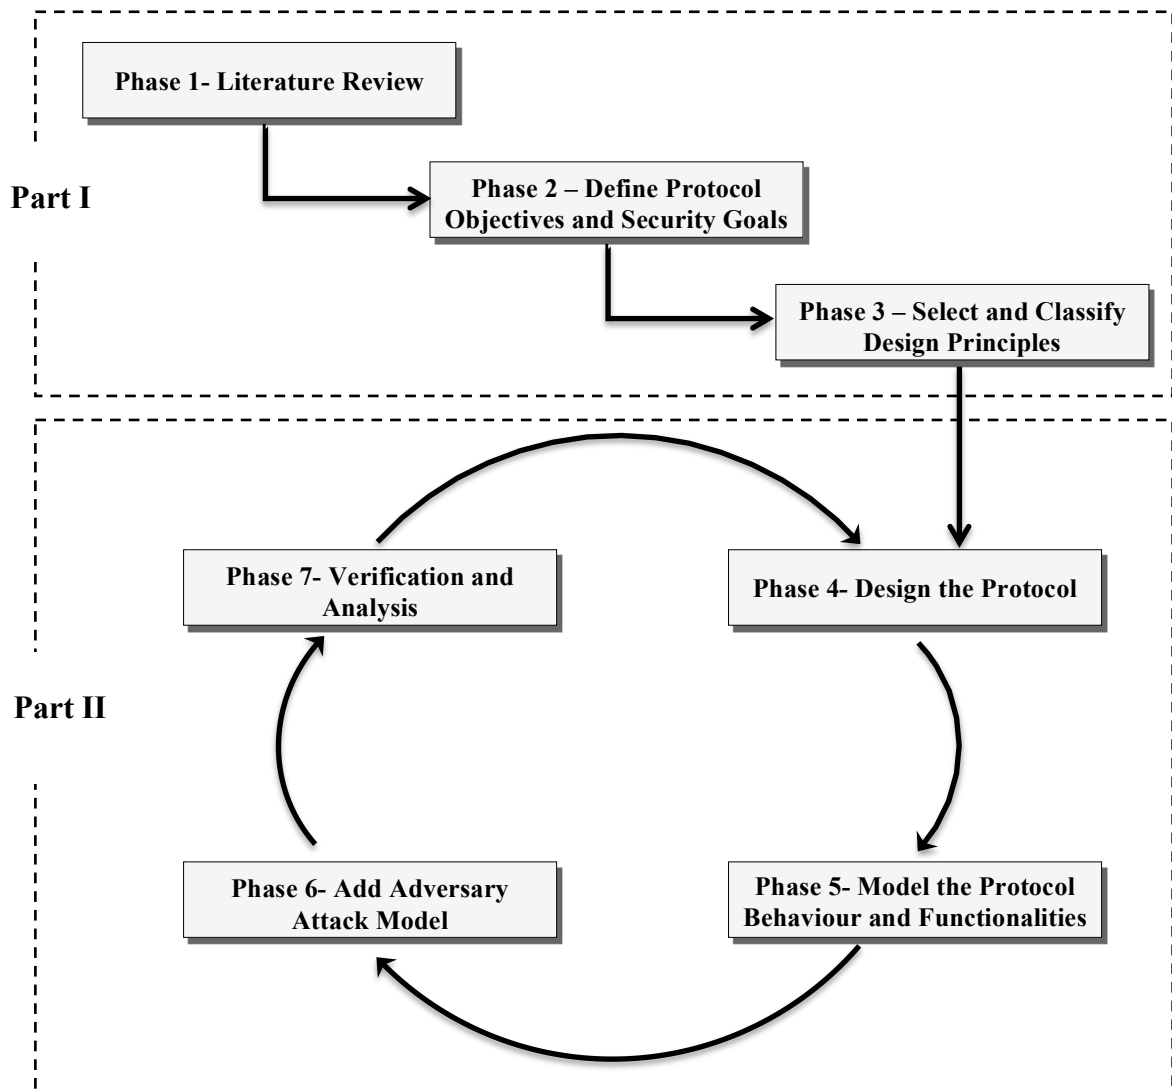 Phase 1- Literature Review
Part I
Phase 2 – Define Protocol
Objectives and Security Goals
Phase 3 – Select and Classify
Design Principles
Phase 7- Verification and
Analysis
Phase 4- Design the Protocol
Part II
Phase 6- Add Adversary
Attack Model
Phase 5- Model the Protocol
Behaviour and Functionalities